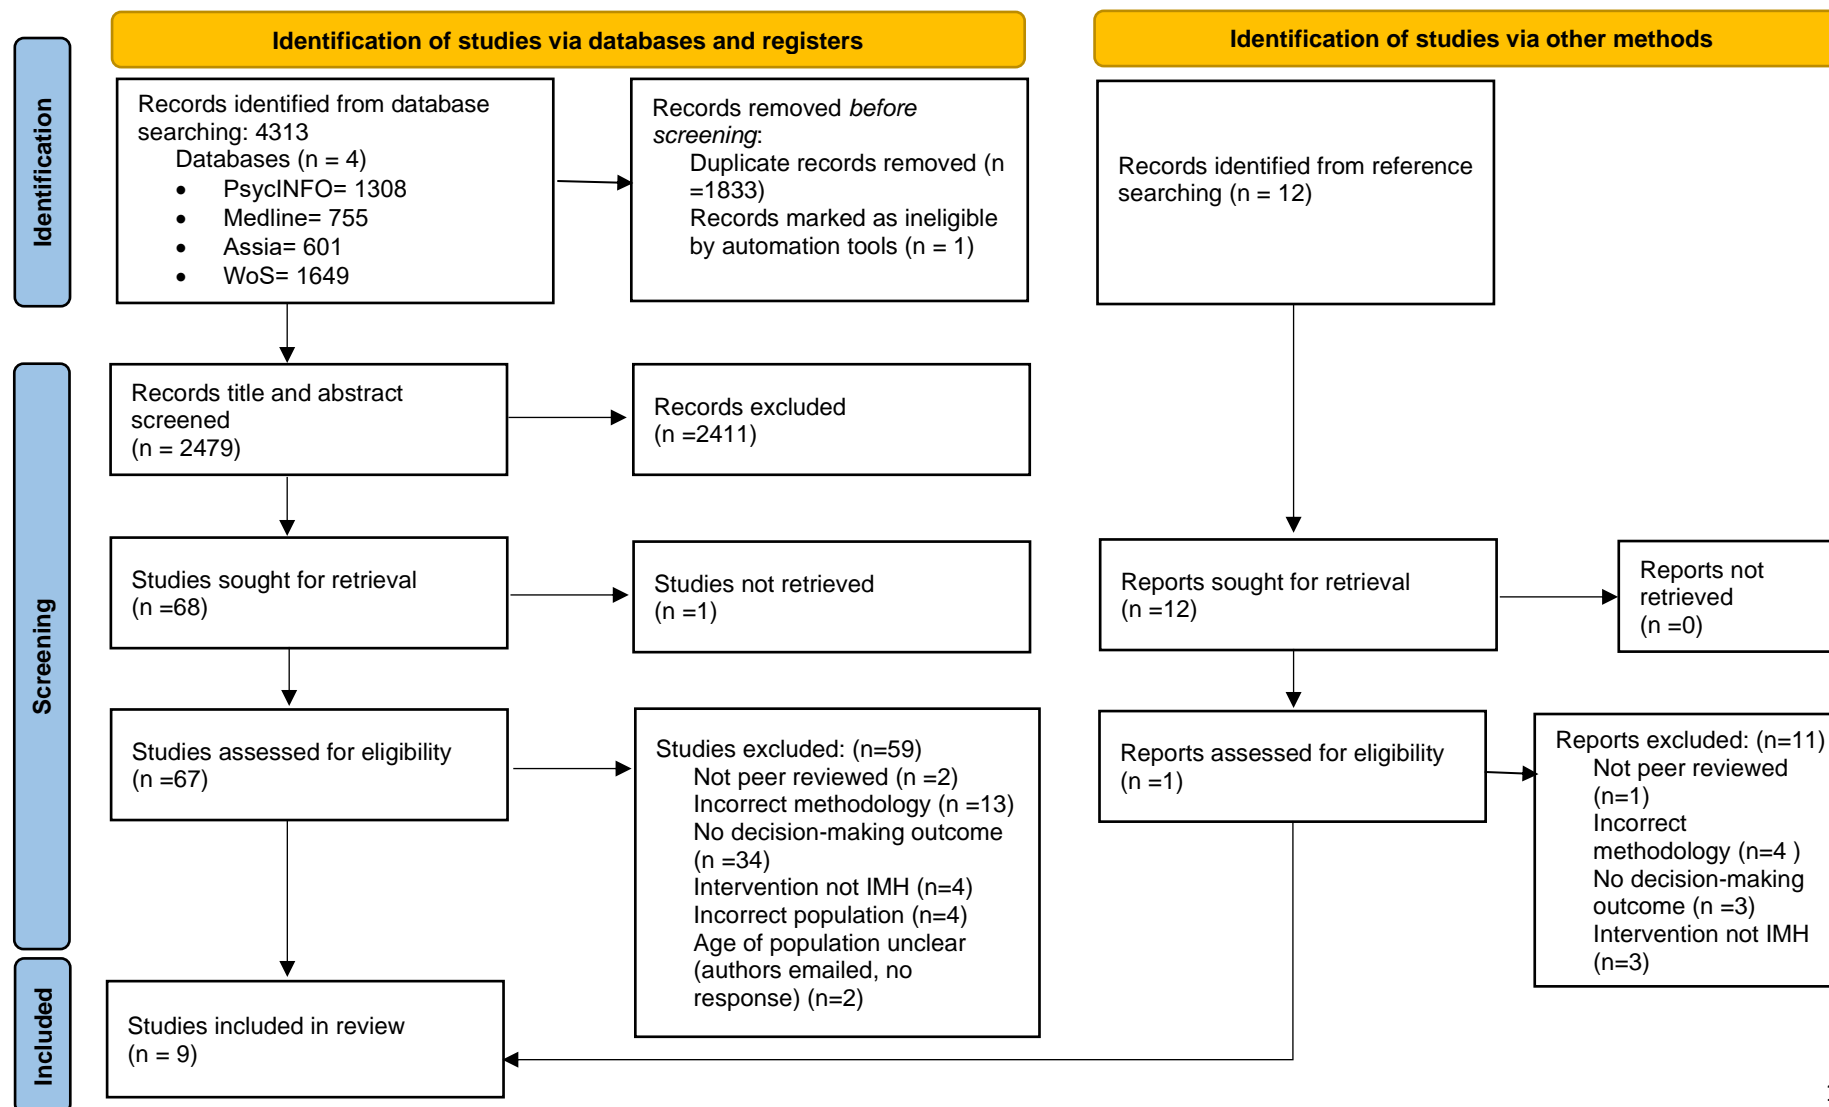 Identification of studies via databases and registers
Identification of studies via other methods
Identification
Records identified from database
searching: 4313
Databases (n = 4)
• PsycINFO= 1308
• Medline= 755
• Assia= 601
• WoS= 1649
Records removed before
screening:
Duplicate records removed (n
=1833)
Records marked as ineligible
by automation tools (n = 1)
Records identified from reference
searching (n = 12)
Screening
Records title and abstract
screened
(n = 2479)
Records excluded
(n =2411)
Studies sought for retrieval
(n =68)
Studies not retrieved
(n =1)
Reports sought for retrieval
(n =12)
Reports not
retrieved
(n =0)
Studies assessed for eligibility
(n =67)
Studies excluded: (n=59)
Not peer reviewed (n =2)
Incorrect methodology (n =13)
No decision-making outcome
(n =34)
Intervention not IMH (n=4)
Incorrect population (n=4)
Age of population unclear
(authors emailed, no
response) (n=2)
Reports assessed for eligibility
(n =1)
Reports excluded: (n=11)
Not peer reviewed
(n=1)
Incorrect
methodology (n=4 )
No decision-making
outcome (n =3)
Intervention not IMH
(n=3)
Included
Studies included in review
(n = 9)